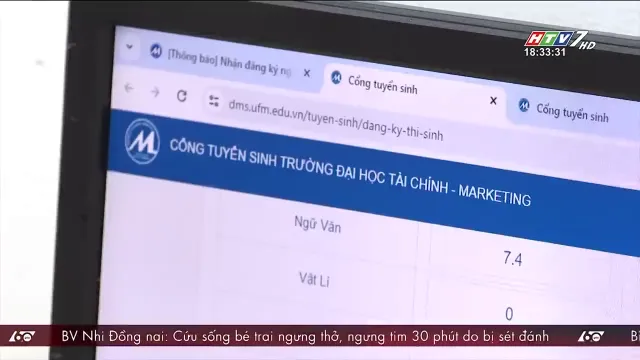 HTV7 HD
18:33:31
[Thông báo] Nhận đăng ký ng
Cổng tuyển sinh
Cổng tuyển sinh
dms.ufm.edu.vn/tuyen-sinh/dang-ky-thi-sinh
CỔNG TUYỂN SINH TRƯỜNG ĐẠI HỌC TÀI CHÍNH - MARKETING
Ngữ Văn
7.4
Vật Lí
0
60 BV Nhi Đồng nai: Cứu sống bé trai ngưng thở, ngưng tim 30 phút do bị sét đánh 60